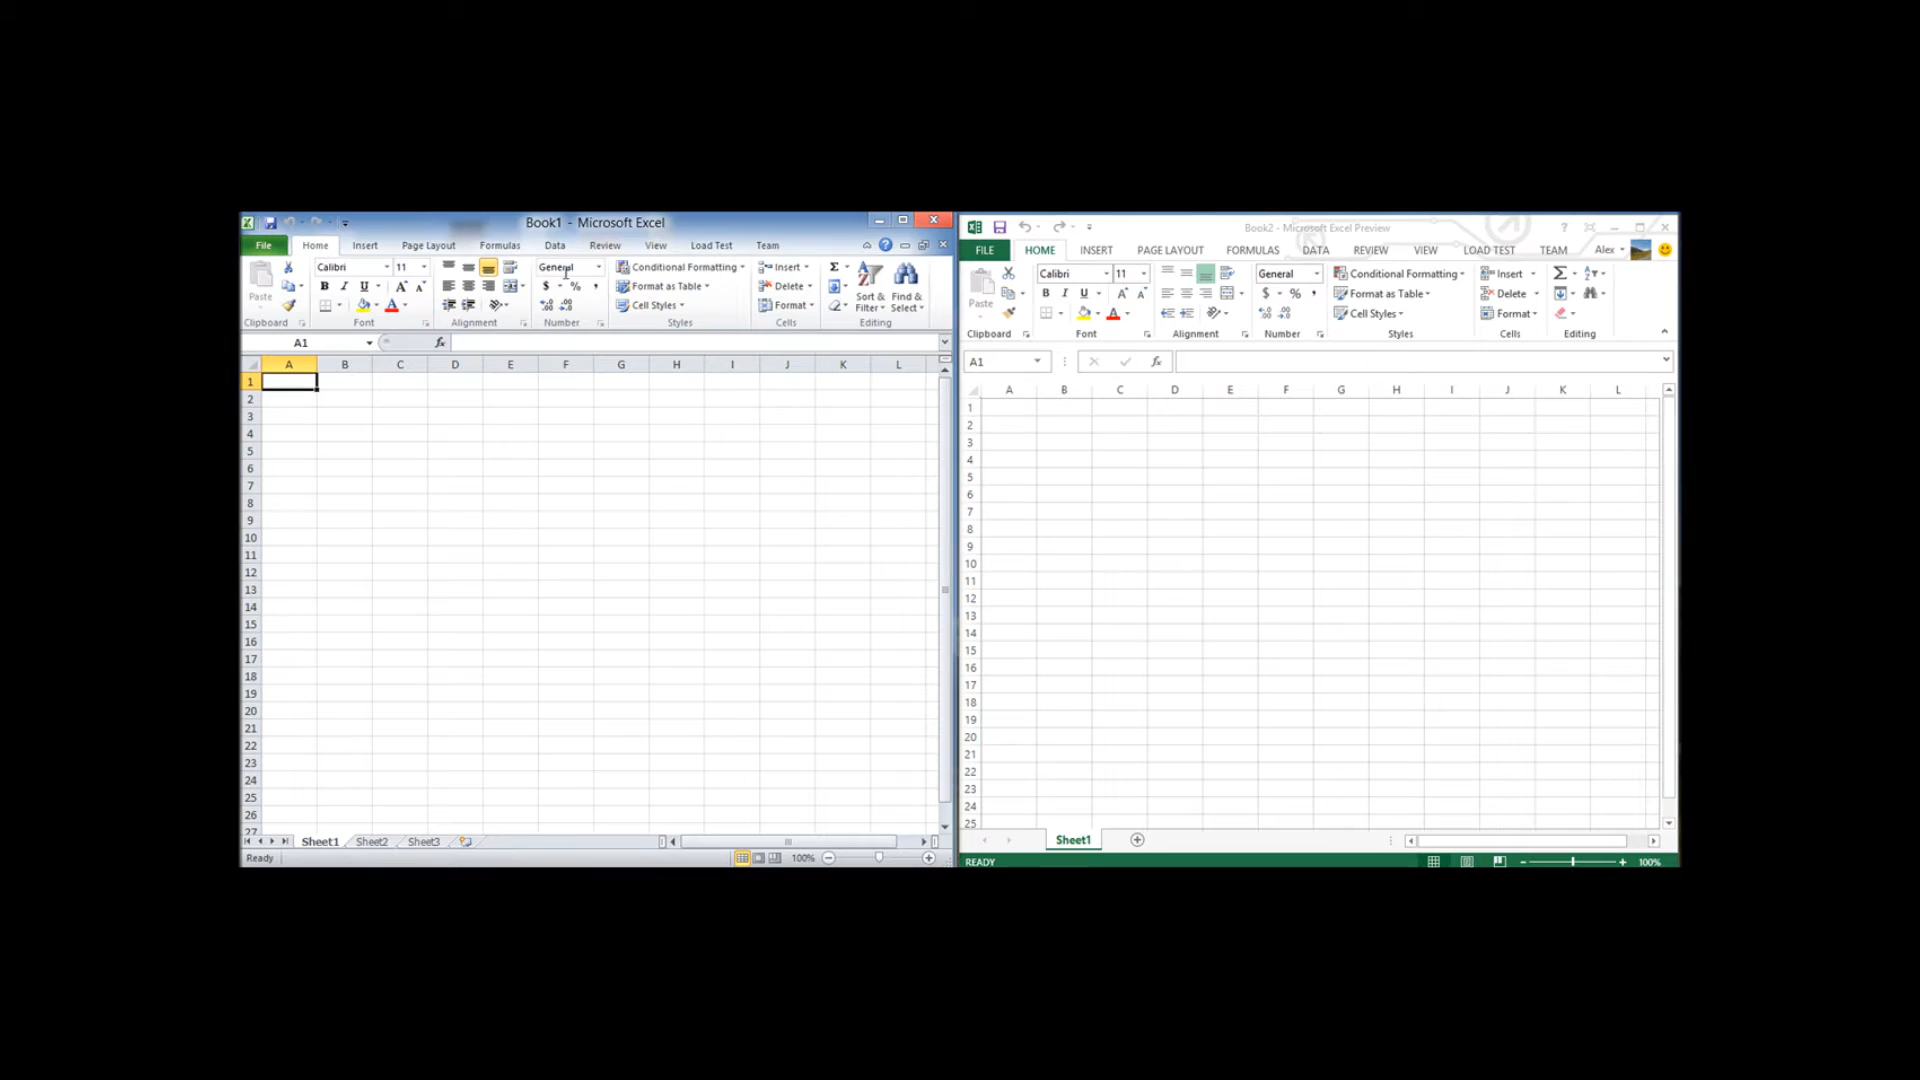 Book1 - Microsoft Excel
File Home Insert Page Layout Formulas Data Review View Load Test Team
Paste
Calibri 11
B I U A A
A
General
$ % ,
Conditional Formatting
Format as Table
Cell Styles
Insert
Delete
Format
Σ
Sort & Filter
Find & Select
Clipboard Font Alignment Number Styles Cells Editing
A1 fx
A B C D E F G H I J K L
1
2
3
4
5
6
7
8
9
10
11
12
13
14
15
16
17
18
19
20
21
22
23
24
25
26
27
Sheet1 Sheet2 Sheet3
Ready 100%
Book2 - Microsoft Excel Preview
FILE HOME INSERT PAGE LAYOUT FORMULAS DATA REVIEW VIEW LOAD TEST TEAM Alex
Paste
Calibri 11
B I U A A
A
General
$ % ,
Conditional Formatting
Format as Table
Cell Styles
Insert
Delete
Format
Σ
Clipboard Font Alignment Number Styles Cells Editing
A1 fx
A B C D E F G H I J K L
1
2
3
4
5
6
7
8
9
10
11
12
13
14
15
16
17
18
19
20
21
22
23
24
25
Sheet1
READY 100%